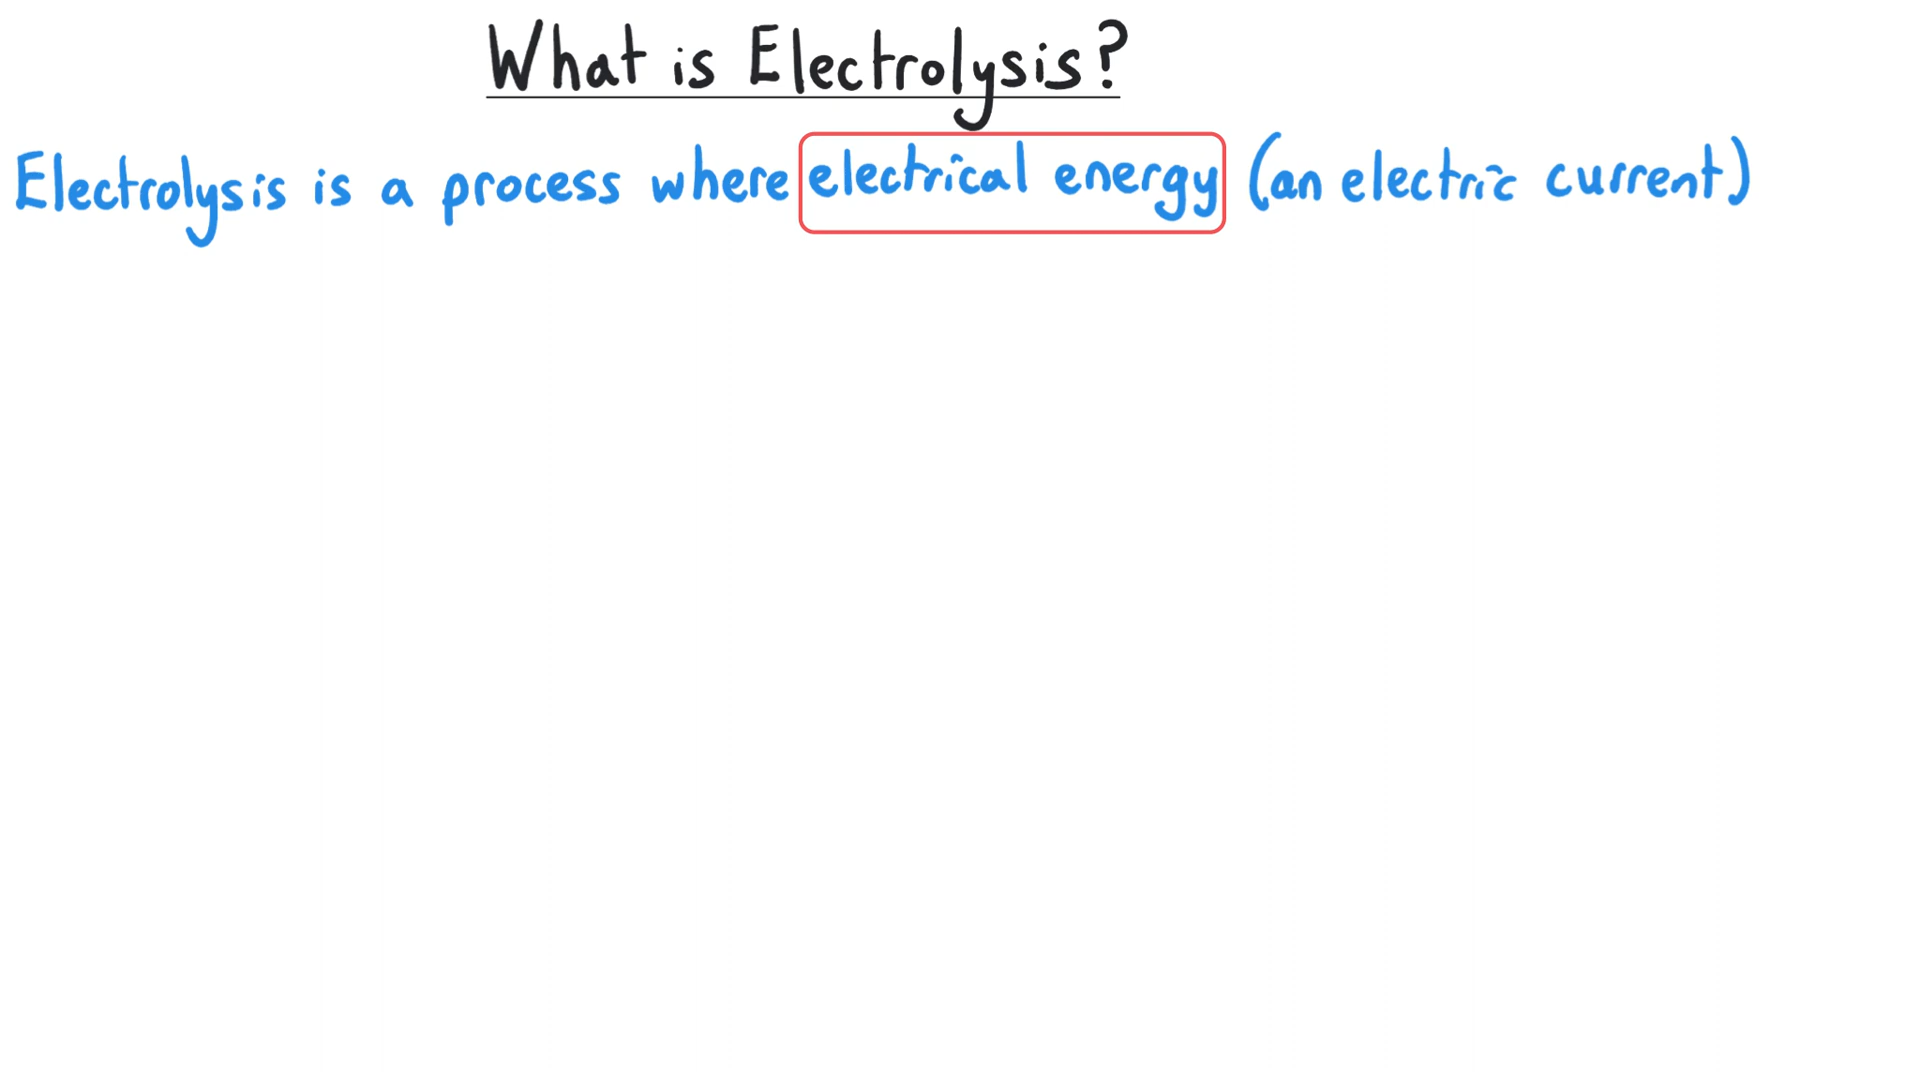 What is Electrolysis?
Electrolysis is a process where electrical energy (an electric current)